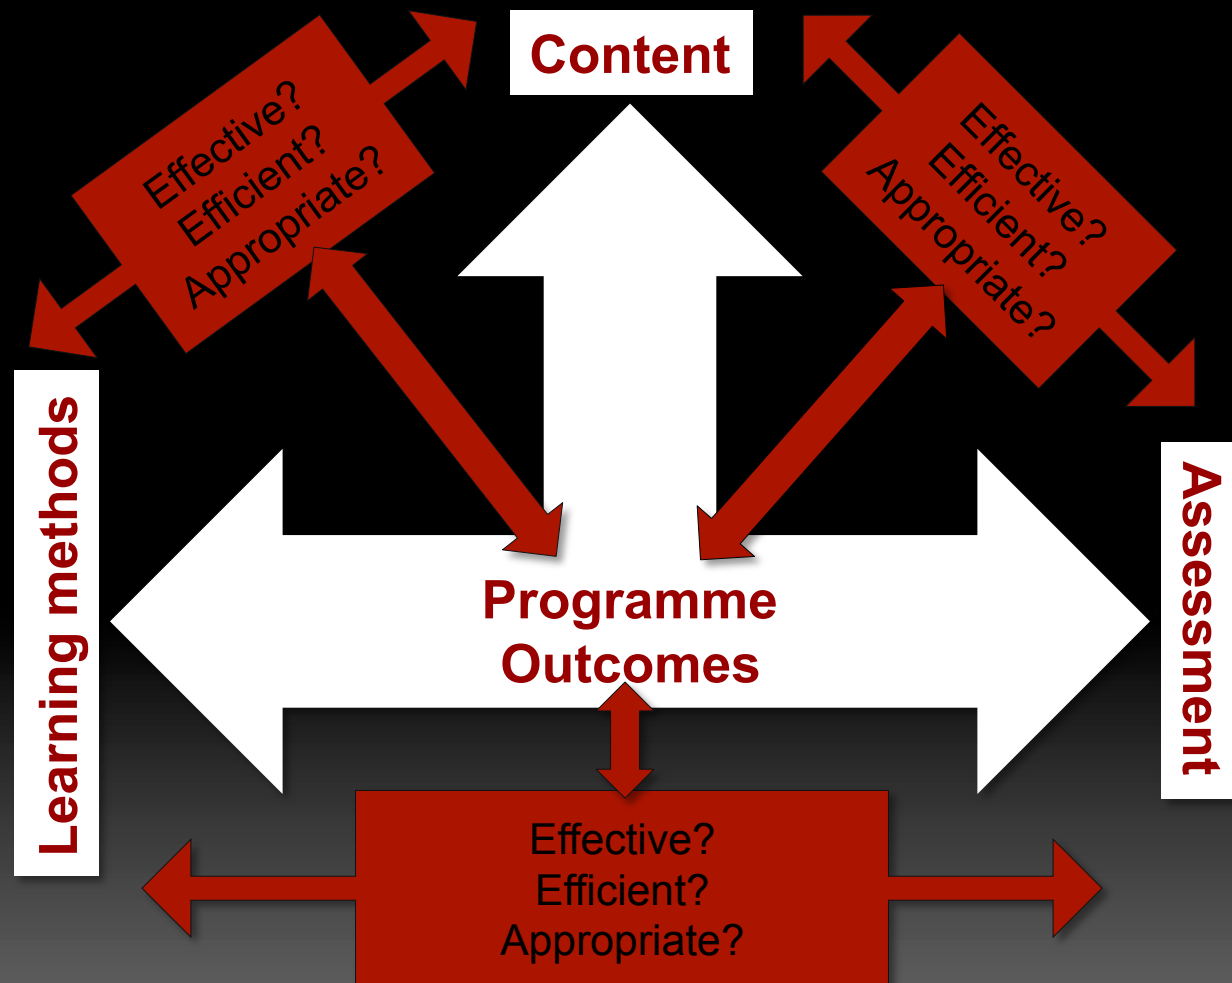 Content
Effective?
Efficient?
Appropriate?
Effective?
Efficient?
Appropriate?
Learning methods
Assessment
Programme
Outcomes
Effective?
Efficient?
Appropriate?